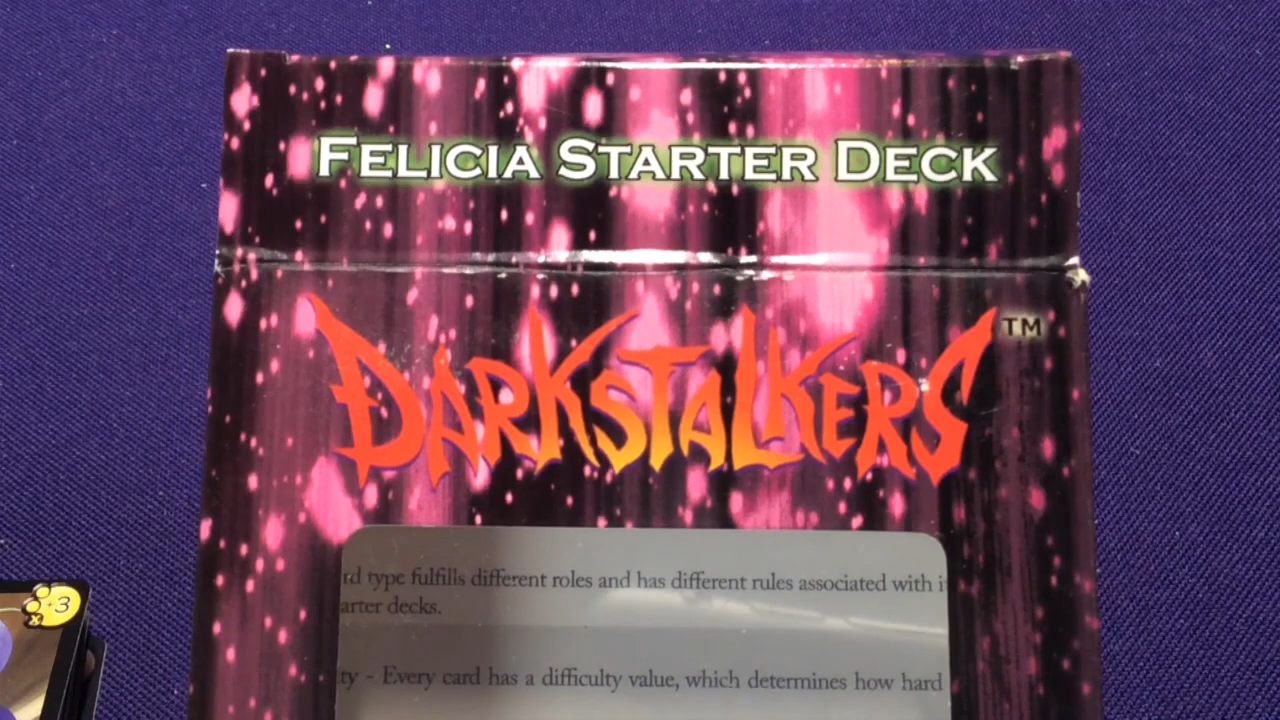 FELICIA STARTER DECK
DARKSTALKERS™
rd type fulfills different roles and has different rules associated with i
arter decks.
ty - Every card has a difficulty value, which determines how hard
+3